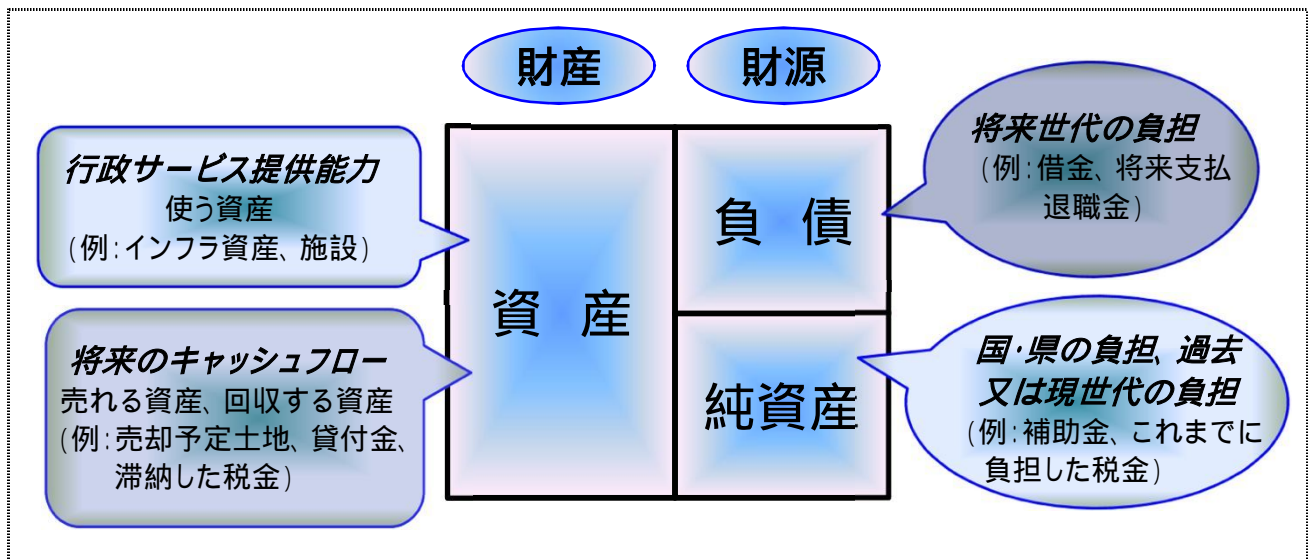 財産
財源
行政サービス提供能力
使う資産
(例:インフラ資産、施設)
将来のキャッシュフロー
売れる資産、回収する資産
(例:売却予定土地、貸付金、
滞納した税金)
資 産
負 債
純資産
将来世代の負担
(例:借金、将来支払
退職金)
国・県の負担、過去
又は現世代の負担
(例:補助金、これまでに
負担した税金)